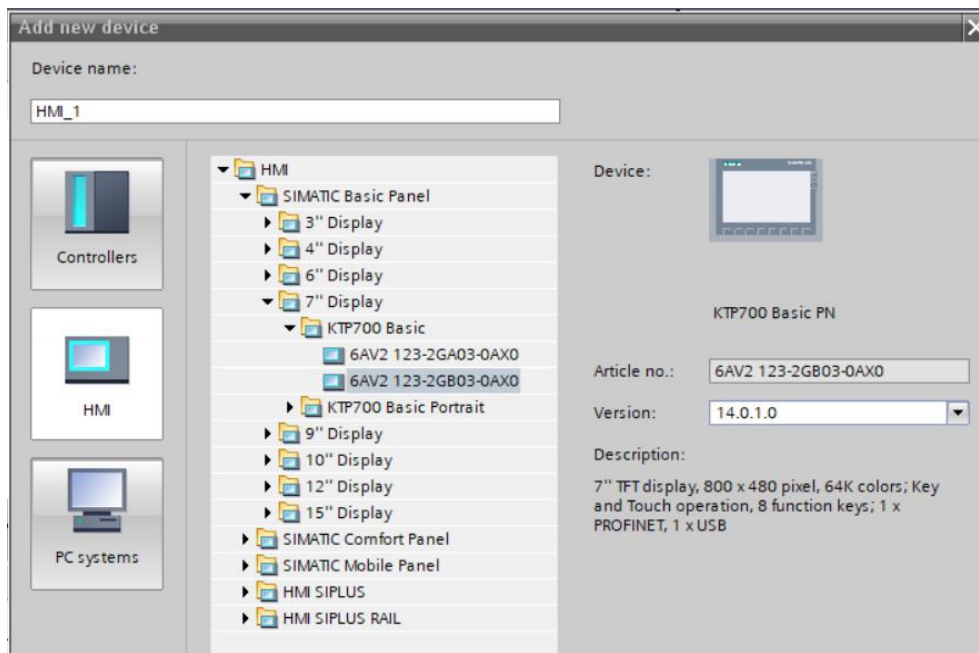 Add new device
Device name:
HMI_1
Controllers
HMI
PC systems
HMI
SIMATIC Basic Panel
3" Display
4" Display
6" Display
7" Display
KTP700 Basic
6AV2 123-2GA03-0AX0
6AV2 123-2GB03-0AX0
KTP700 Basic Portrait
9" Display
10" Display
12" Display
15" Display
SIMATIC Comfort Panel
SIMATIC Mobile Panel
HMI SIPLUS
HMI SIPLUS RAIL
Device:
KTP700 Basic PN
Article no.:
6AV2 123-2GB03-0AX0
Version:
14.0.1.0
Description:
7" TFT display, 800 x 480 pixel, 64K colors; Key
and Touch operation, 8 function keys; 1 x
PROFINET, 1 x USB